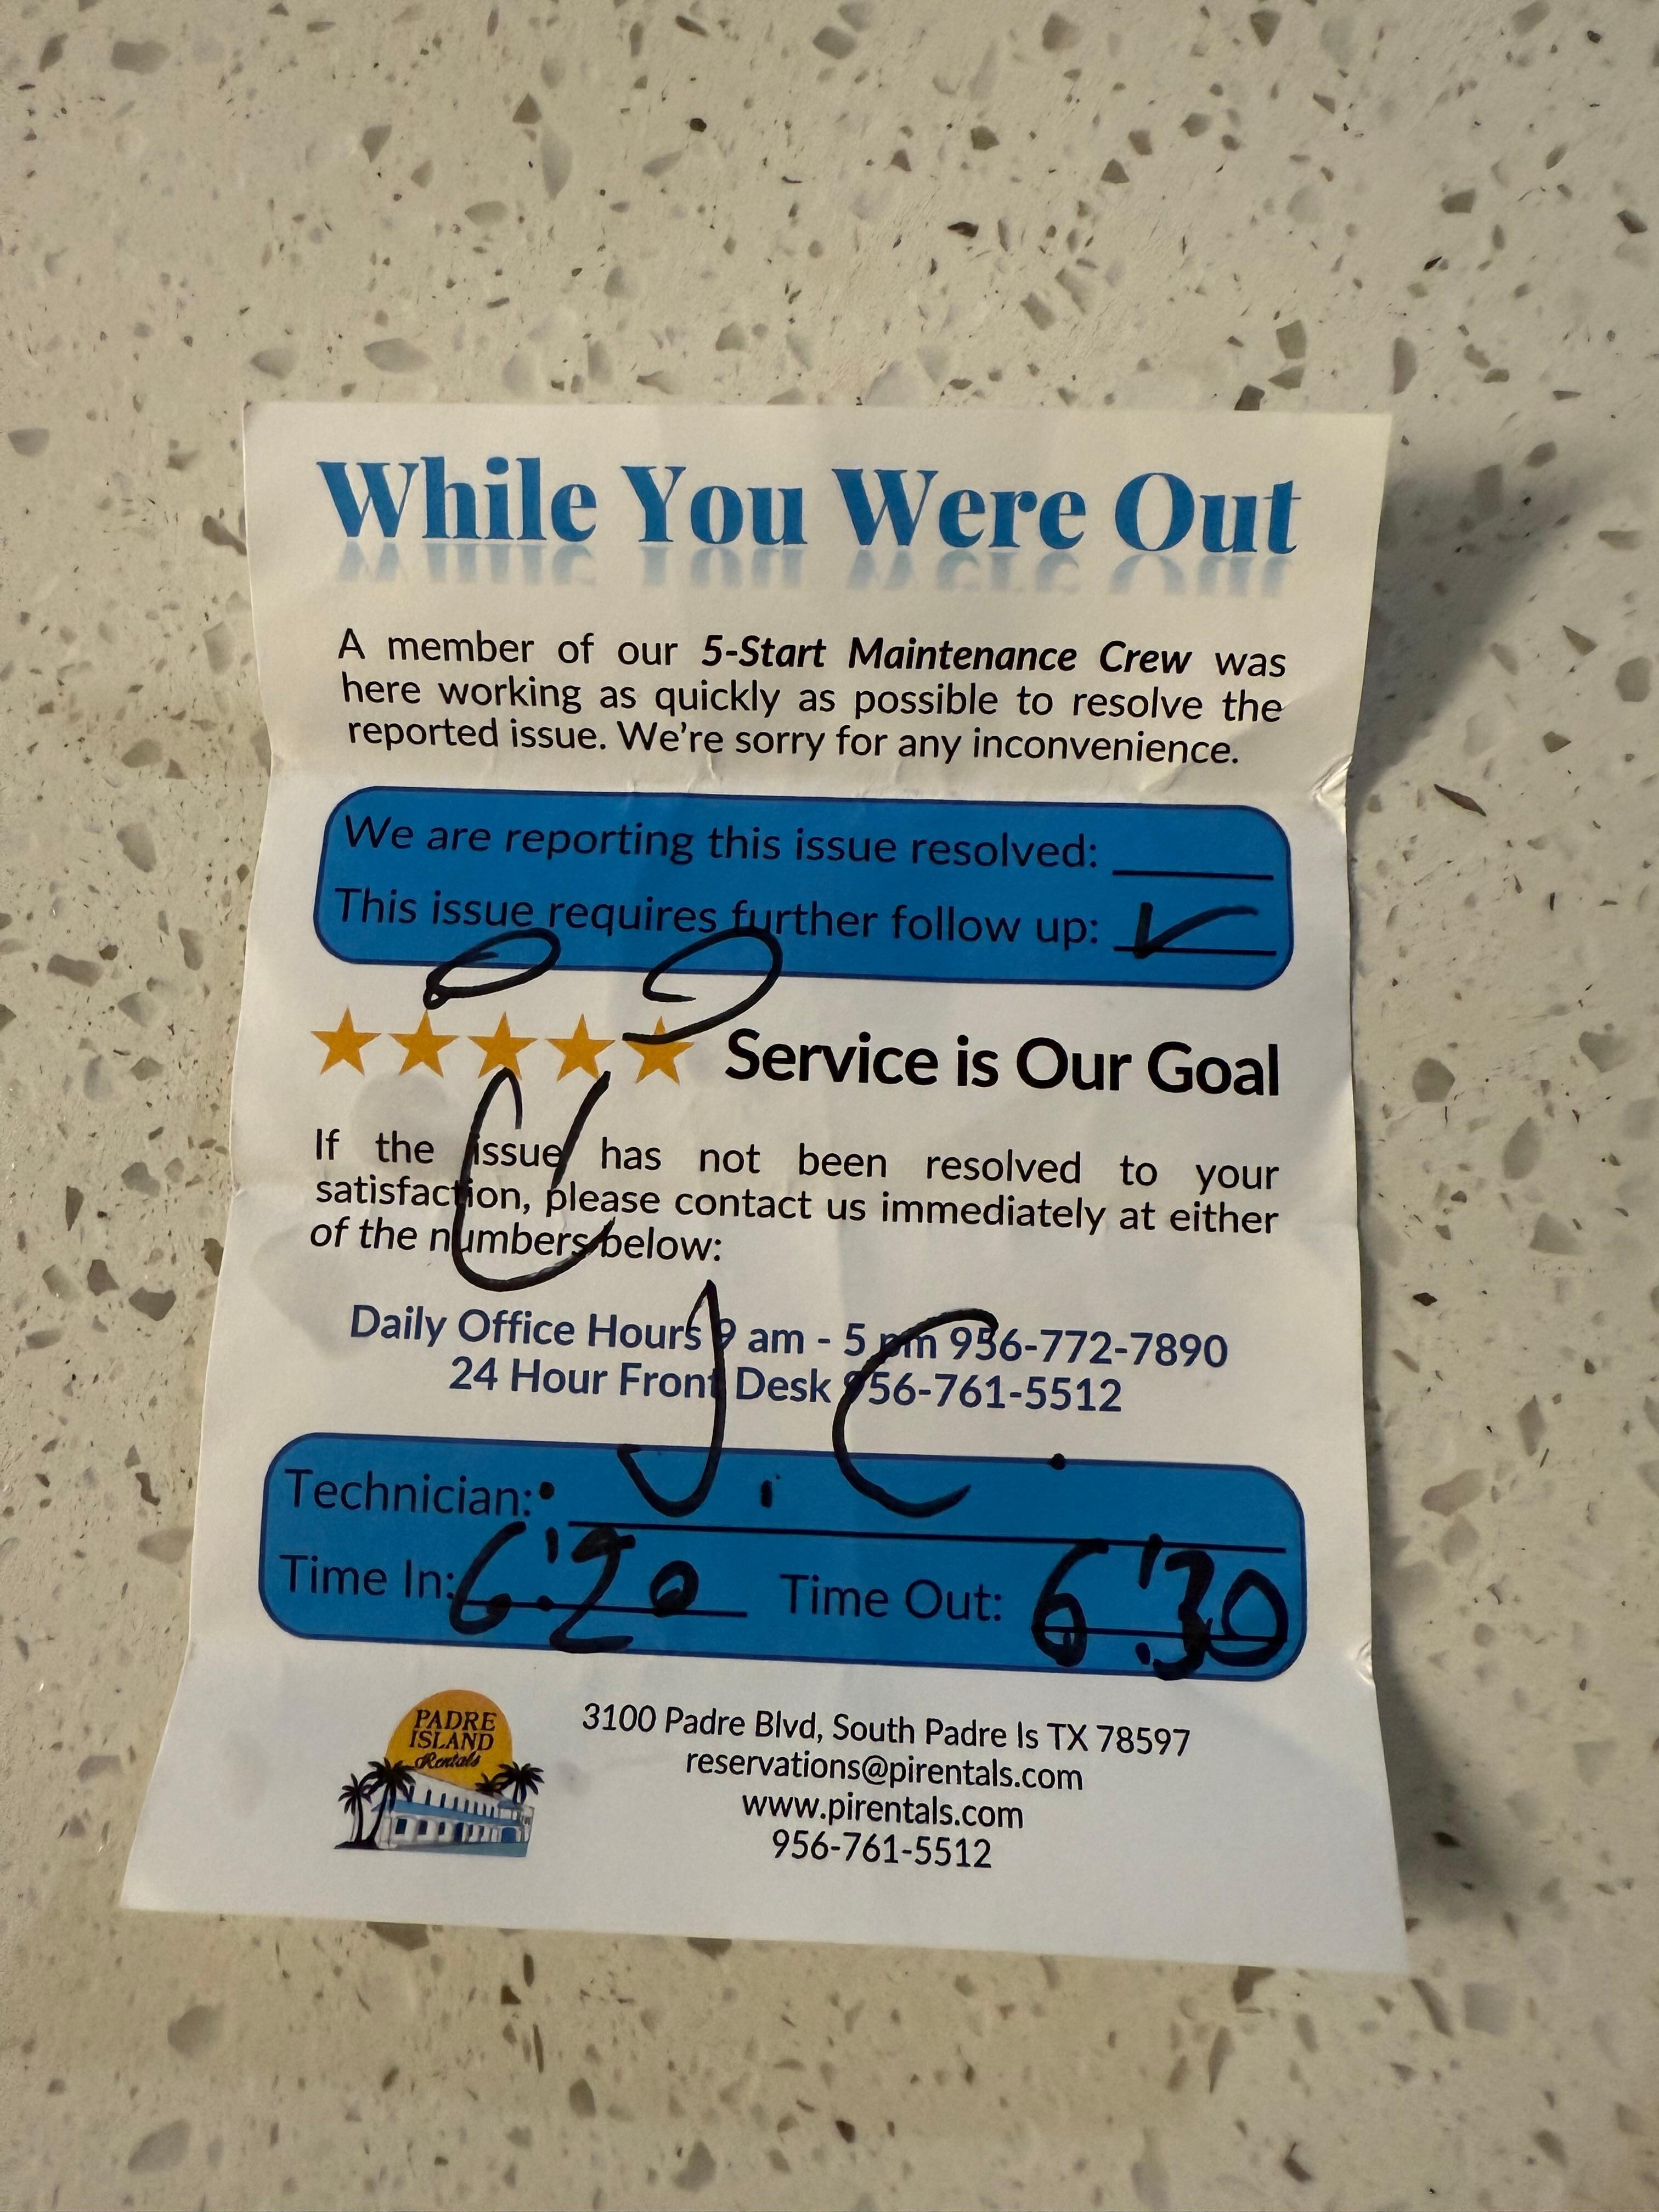 While You Were Out
A member of our 5-Start Maintenance Crew was
here working as quickly as possible to resolve the
reported issue. We're sorry for any inconvenience.
We are reporting this issue resolved:
This issue requires further follow up: ✓
Service is Our Goal
If the issue has not been resolved to your
satisfaction, please contact us immediately at either
of the numbers below:
Daily Office Hours 9 am - 5 pm 956-772-7890
24 Hour Front Desk 956-761-5512
Technician: J. C.
Time In: 6:20 Time Out: 6:30
PADRE
ISLAND
Rentals
3100 Padre Blvd, South Padre Is TX 78597
reservations@pirentals.com
www.pirentals.com
956-761-5512